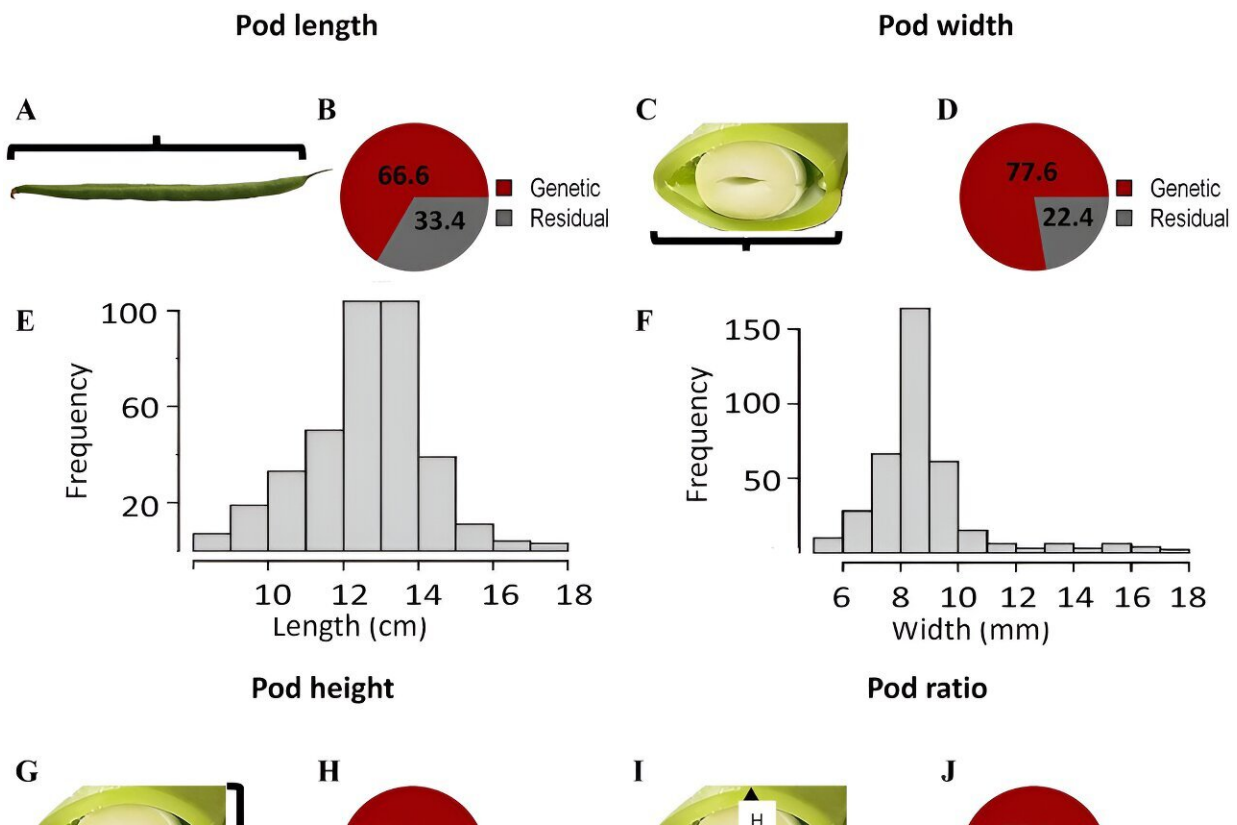 Pod length
Pod width
A
B
C
D
66.6
33.4
Genetic
Residual
77.6
22.4
Genetic
Residual
E
100
60
20
Frequency
10 12 14 16 18
Length (cm)
F
150
100
50
Frequency
6 8 10 12 14 16 18
Width (mm)
Pod height
Pod ratio
G
H
I
J
H